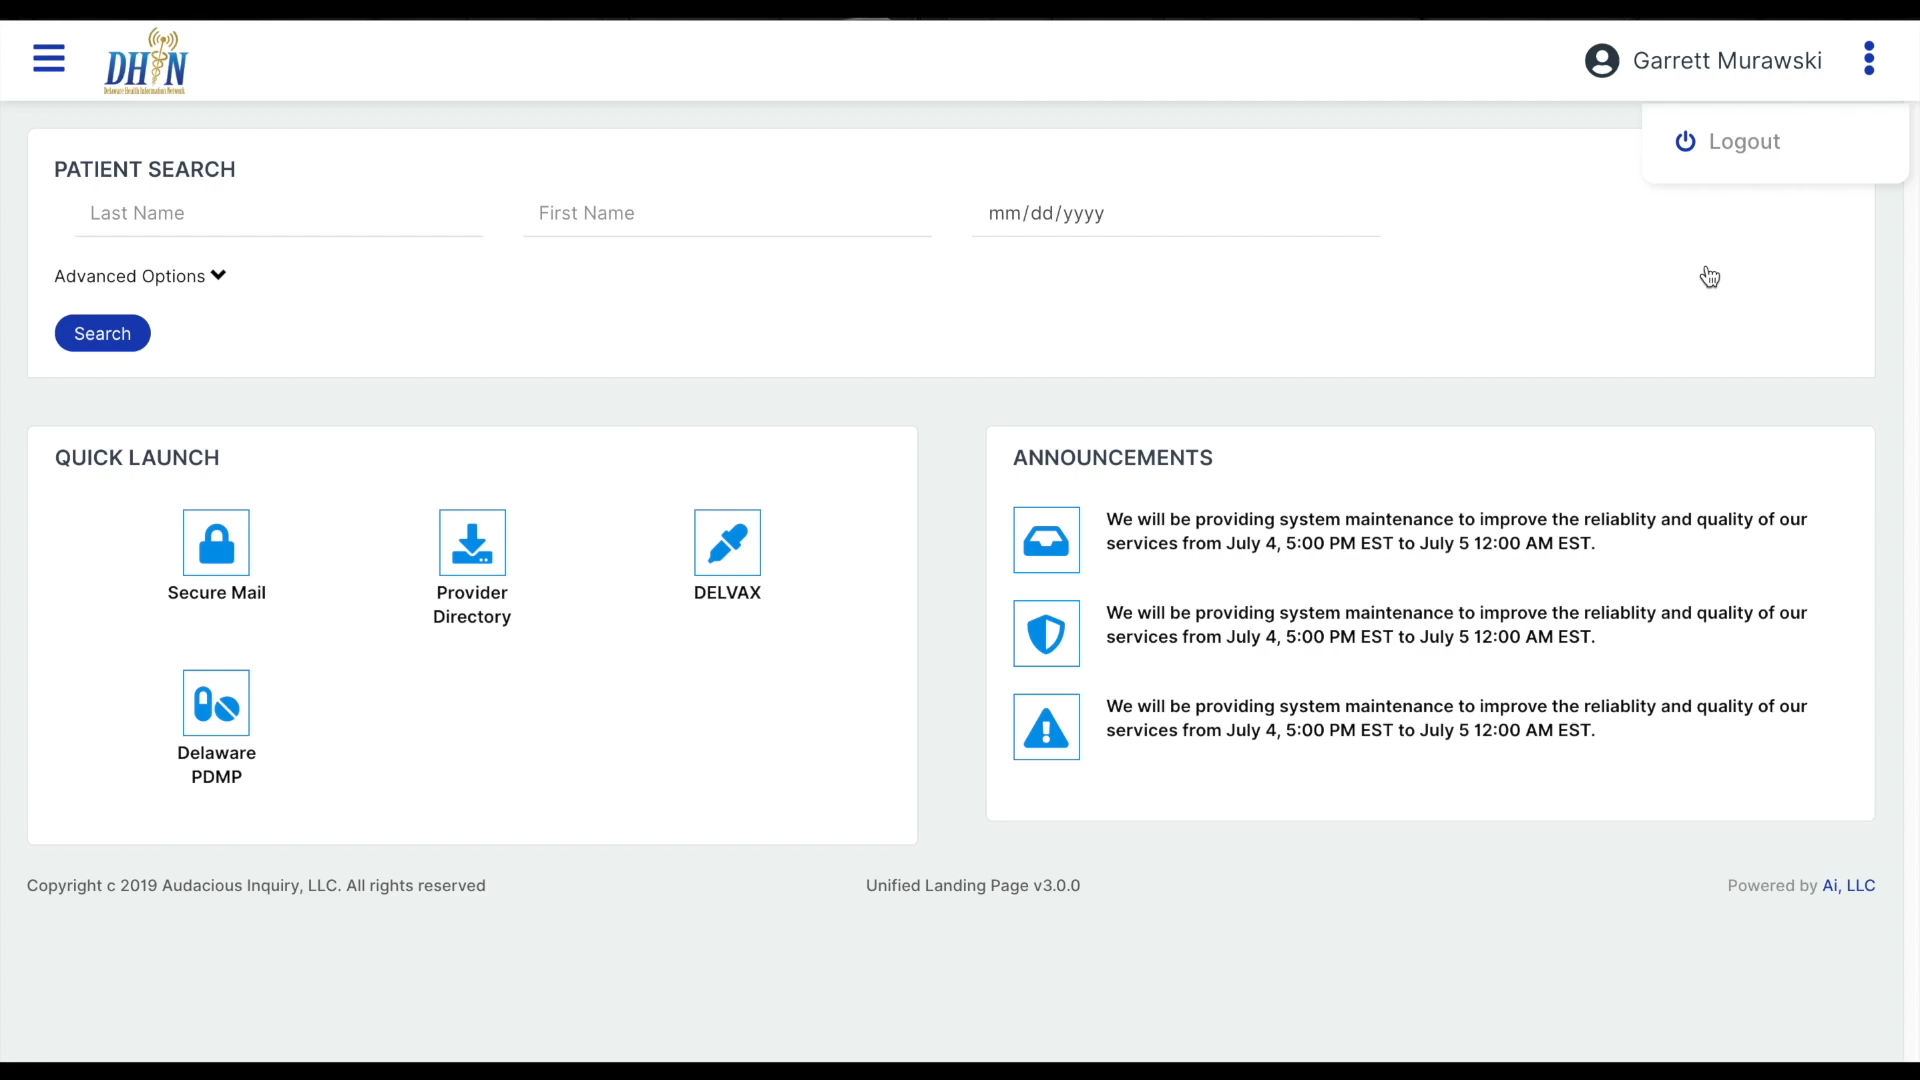 DHIN
Delaware Health Information Network
Garrett Murawski
Logout
PATIENT SEARCH
Last Name
First Name
mm/dd/yyyy
Advanced Options
Search
QUICK LAUNCH
Secure Mail
Provider
Directory
DELVAX
Delaware
PDMP
ANNOUNCEMENTS
We will be providing system maintenance to improve the reliablity and quality of our
services from July 4, 5:00 PM EST to July 5 12:00 AM EST.
We will be providing system maintenance to improve the reliablity and quality of our
services from July 4, 5:00 PM EST to July 5 12:00 AM EST.
We will be providing system maintenance to improve the reliablity and quality of our
services from July 4, 5:00 PM EST to July 5 12:00 AM EST.
Copyright c 2019 Audacious Inquiry, LLC. All rights reserved
Unified Landing Page v3.0.0
Powered by Ai, LLC